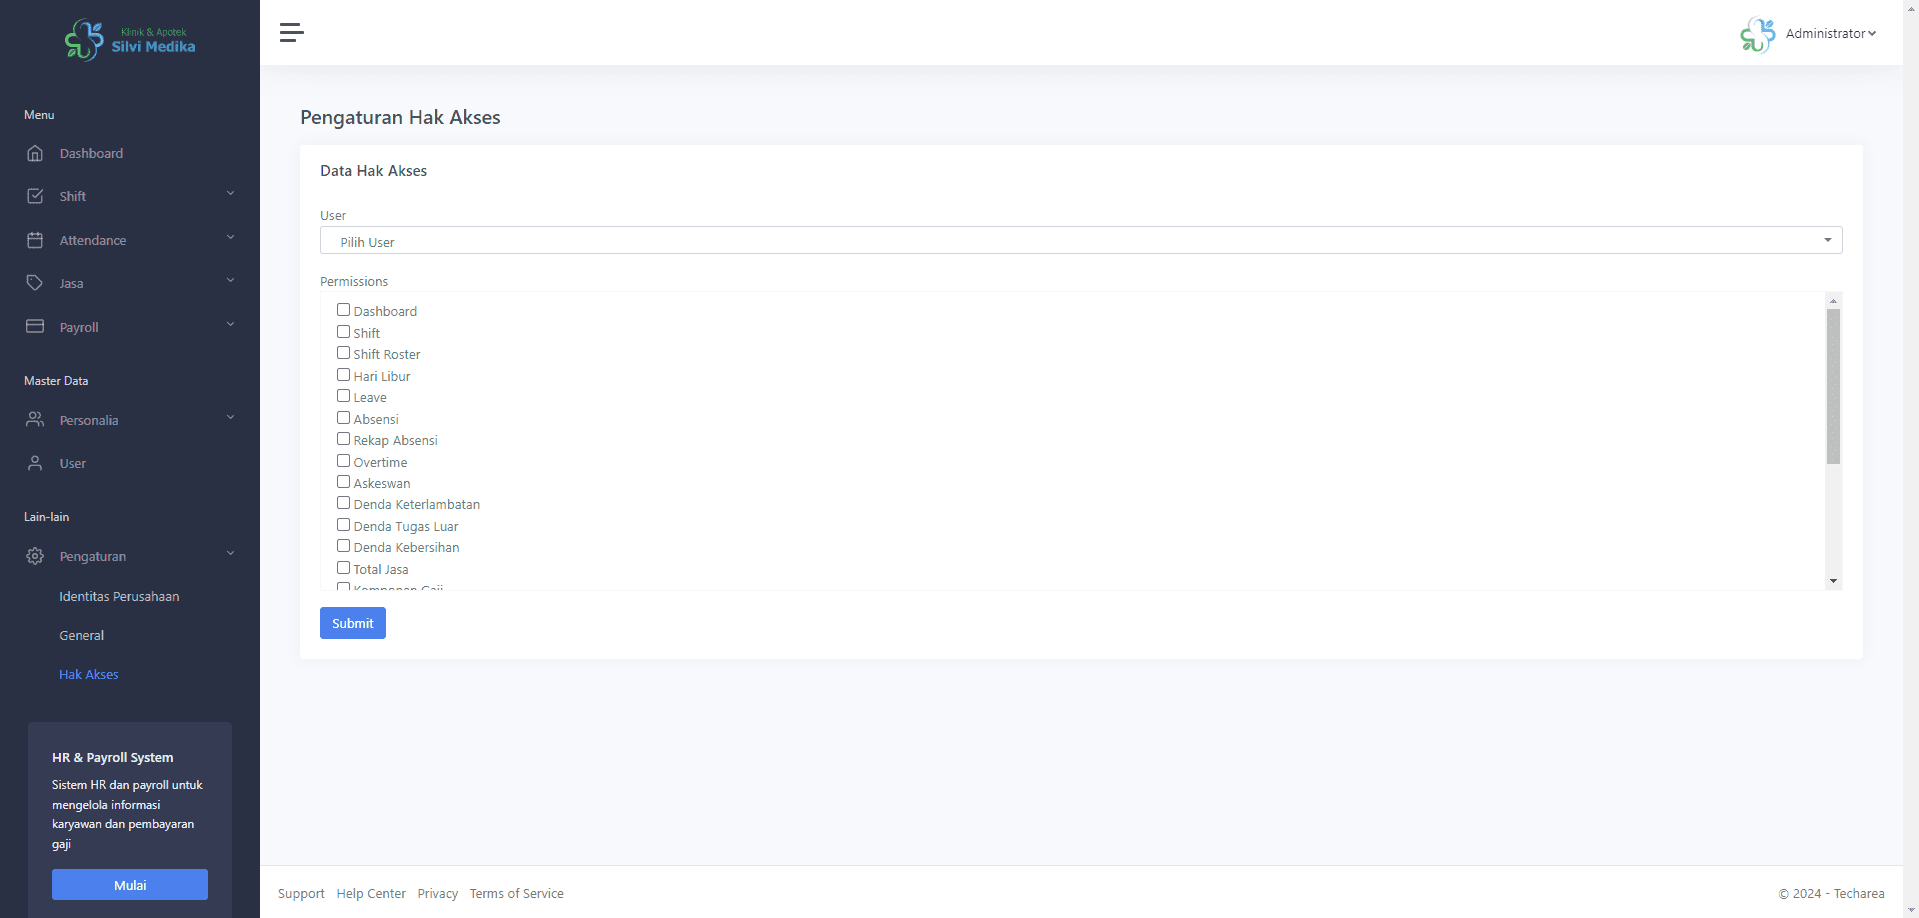 Klinik & Apotek
Silvi Medika
Menu
Dashboard
Shift
Attendance
Jasa
Payroll
Master Data
Personalia
User
Lain-lain
Pengaturan
Identitas Perusahaan
General
Hak Akses
HR & Payroll System
Sistem HR dan payroll untuk
mengelola informasi
karyawan dan pembayaran
gaji
Mulai
Administrator
Pengaturan Hak Akses
Data Hak Akses
User
Pilih User
Permissions
Dashboard
Shift
Shift Roster
Hari Libur
Leave
Absensi
Rekap Absensi
Overtime
Askeswan
Denda Keterlambatan
Denda Tugas Luar
Denda Kebersihan
Total Jasa
Komponen Gaji
Submit
Support Help Center Privacy Terms of Service
© 2024 - Techarea